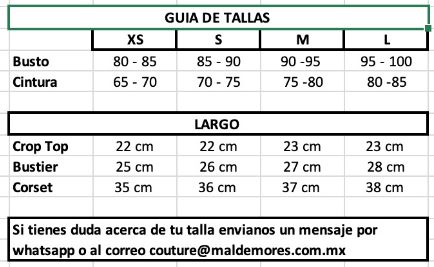 GUIA DE TALLAS
XS S M L
Busto 80 - 85 85 - 90 90 -95 95 - 100
Cintura 65 - 70 70 - 75 75 -80 80 -85
LARGO
Crop Top 22 cm 22 cm 23 cm 23 cm
Bustier 25 cm 26 cm 27 cm 28 cm
Corset 35 cm 36 cm 37 cm 38 cm
Si tienes duda acerca de tu talla envianos un mensaje por
whatsapp o al correo couture@maldemores.com.mx